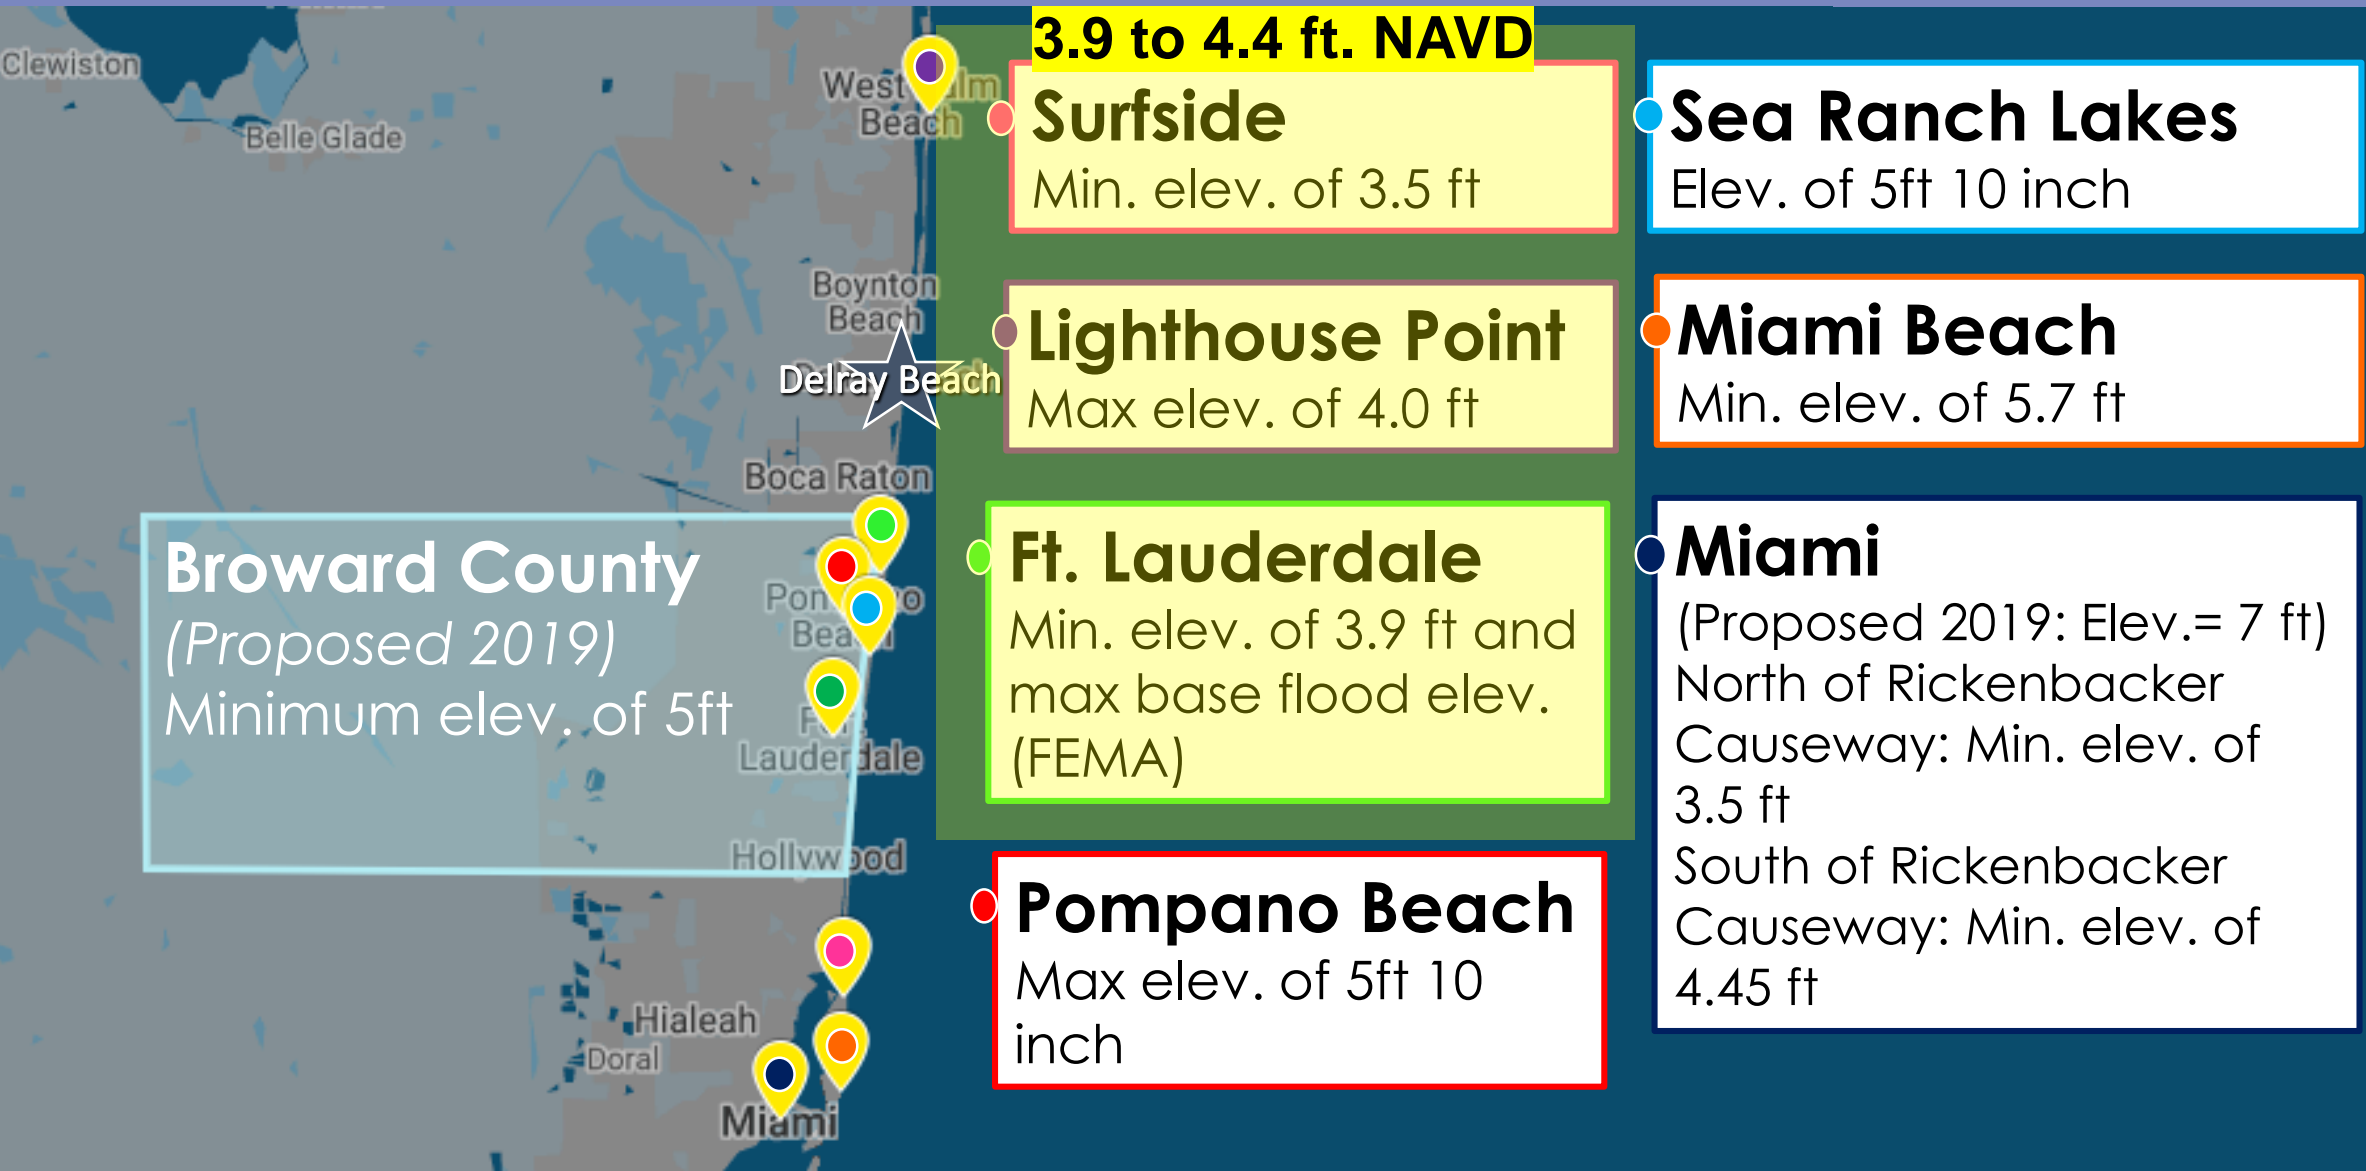 3.9 to 4.4 ft. NAVD
Surfside
Min. elev. of 3.5 ft
Lighthouse Point
Max elev. of 4.0 ft
Ft. Lauderdale
Min. elev. of 3.9 ft and
max base flood elev.
(FEMA)
Pompano Beach
Max elev. of 5ft 10
inch
Sea Ranch Lakes
Elev. of 5ft 10 inch
Miami Beach
Min. elev. of 5.7 ft
Miami
(Proposed 2019: Elev.= 7 ft)
North of Rickenbacker
Causeway: Min. elev. of
3.5 ft
South of Rickenbacker
Causeway: Min. elev. of
4.45 ft
Broward County
(Proposed 2019)
Minimum elev. of 5ft
Clewiston
Belle Glade
West
Beach
Boynton
Beach
Delray Beach
Boca Raton
Lauderdale
Hollywood
Hialeah
Doral
Miami